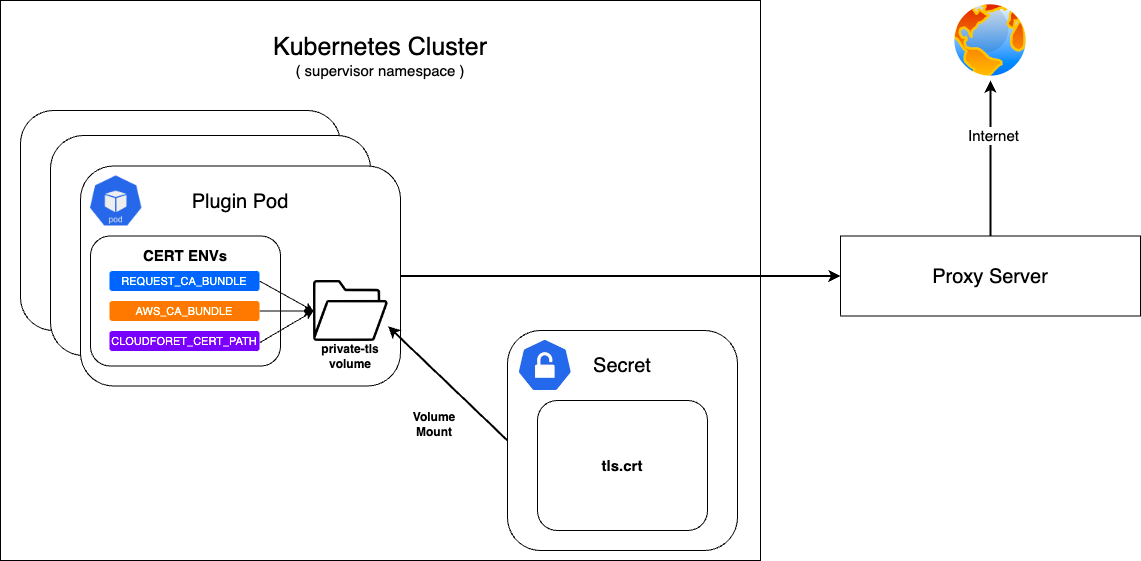 Kubernetes Cluster
( supervisor namespace )
Internet
Plugin Pod
pod
CERT ENVs
REQUEST_CA_BUNDLE
AWS_CA_BUNDLE
CLOUDFORET_CERT_PATH
private-tls
volume
Proxy Server
Secret
Volume
Mount
tls.crt